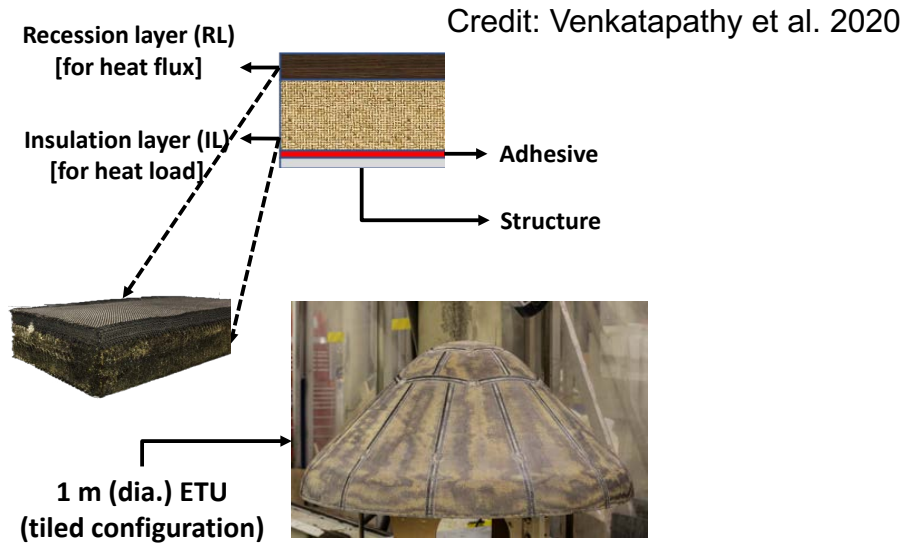 Credit: Venkatapathy et al. 2020
Recession layer (RL)
[for heat flux]
Insulation layer (IL)
[for heat load]
Adhesive
Structure
1 m (dia.) ETU
(tiled configuration)